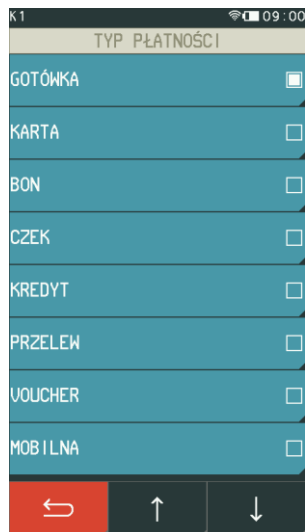 K1 09:00
TYP PŁATNOŚCI
GOTÓWKA
KARTA
BON
CZEK
KREDYT
PRZELEW
VOUCHER
MOBILNA